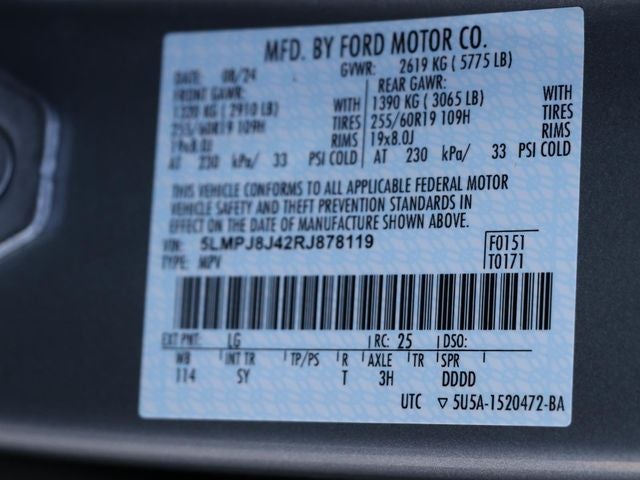 MFD. BY FORD MOTOR CO.
DATE: 08/24 GVWR: 2619 KG ( 5775 LB)
FRONT GAWR: REAR GAWR:
1320 KG ( 2910 LB) WITH 1390 KG ( 3065 LB) WITH
255/60R19 109H TIRES 255/60R19 109H TIRES
19x8.0J RIMS 19x8.0J RIMS
AT 230 kPa/ 33 PSI COLD AT 230 kPa/ 33 PSI COLD
THIS VEHICLE CONFORMS TO ALL APPLICABLE FEDERAL MOTOR
VEHICLE SAFETY AND THEFT PREVENTION STANDARDS IN
EFFECT ON THE DATE OF MANUFACTURE SHOWN ABOVE.
VIN: 5LMPJ8J42RJ878119 F0151
TYPE: MPV T0171
EXT PNT: LG RC: 25 DSO:
WB INT TR TP/PS R AXLE TR SPR
114 SY T 3H DDDD
UTC ▽ 5U5A-1520472-BA